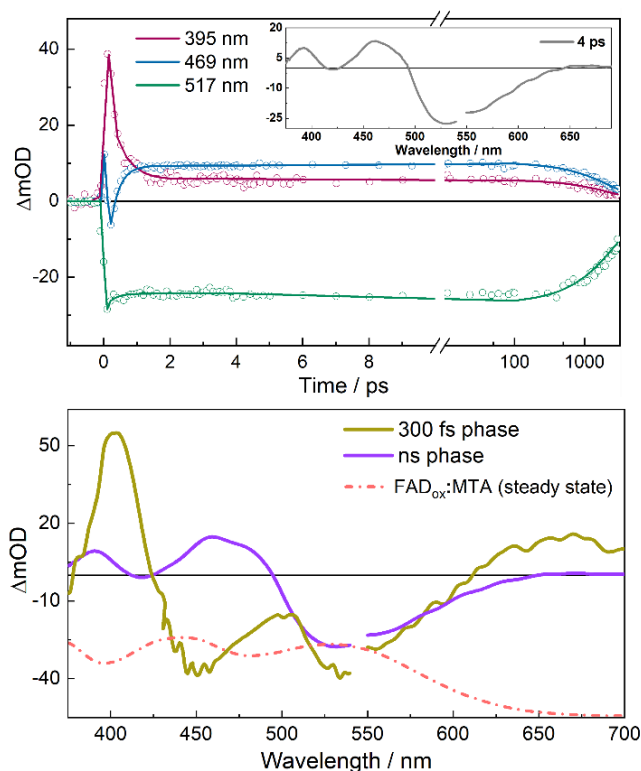 395 nm
469 nm
517 nm
20
10
-10
-25
4 ps
400 450 500 550 600 650
Wavelength / nm
40
20
0
-20
ΔmOD
0 2 4 6 8 100 1000
Time / ps
50
20
-10
-40
ΔmOD
300 fs phase
ns phase
FADox:MTA (steady state)
400 450 500 550 600 650 700
Wavelength / nm